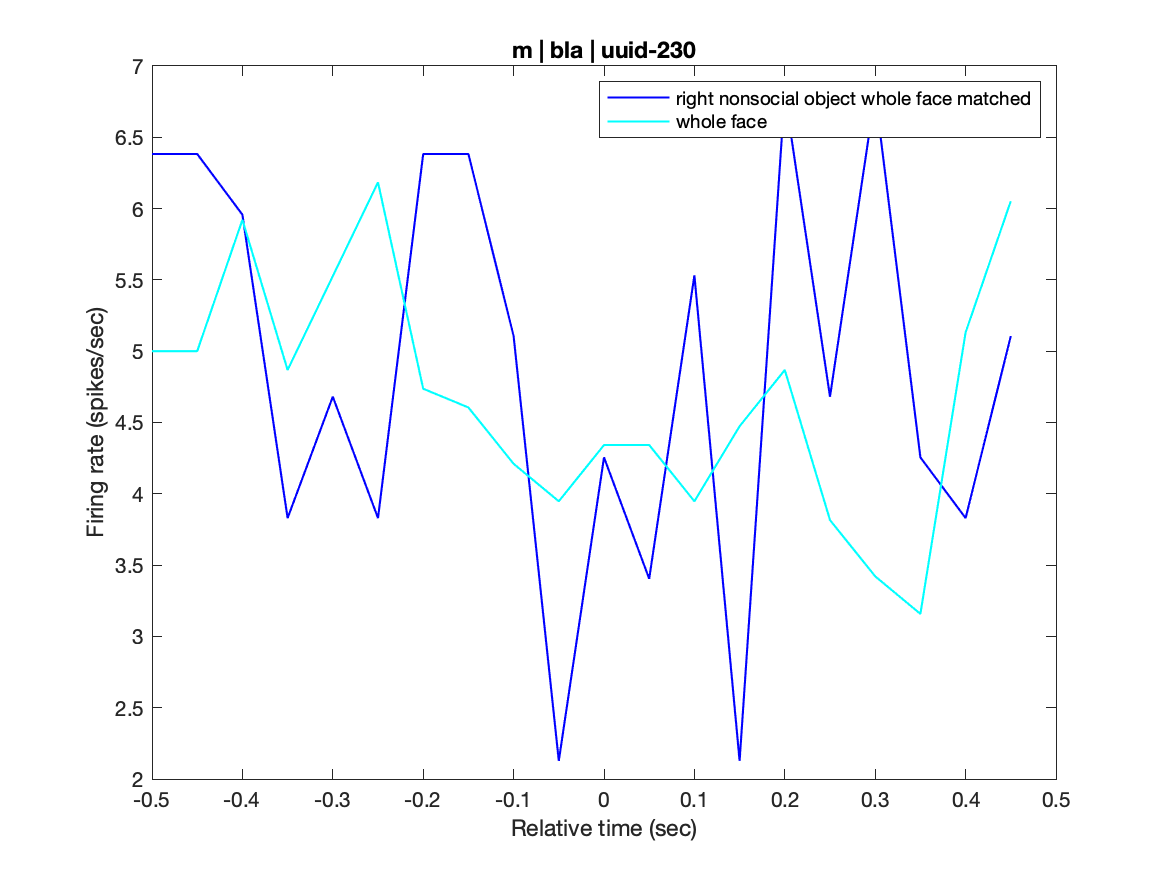 m | bla | uuid-230
right nonsocial object whole face matched
whole face
Firing rate (spikes/sec)
7
6.5
6
5.5
5
4.5
4
3.5
3
2.5
2
-0.5 -0.4 -0.3 -0.2 -0.1 0 0.1 0.2 0.3 0.4 0.5
Relative time (sec)